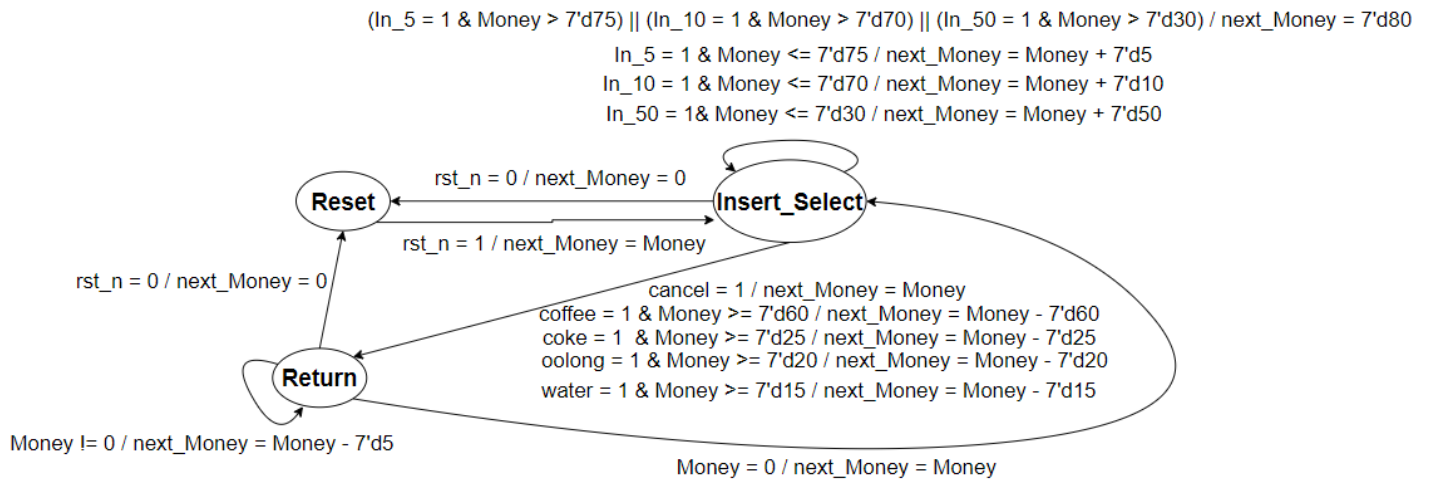 (In_5 = 1 & Money > 7'd75) || (In_10 = 1 & Money > 7'd70) || (In_50 = 1 & Money > 7'd30) / next_Money = 7'd80
In_5 = 1 & Money <= 7'd75 / next_Money = Money + 7'd5
In_10 = 1 & Money <= 7'd70 / next_Money = Money + 7'd10
In_50 = 1& Money <= 7'd30 / next_Money = Money + 7'd50
rst_n = 0 / next_Money = 0
Reset
Insert_Select
rst_n = 1 / next_Money = Money
rst_n = 0 / next_Money = 0
cancel = 1 / next_Money = Money
coffee = 1 & Money >= 7'd60 / next_Money = Money - 7'd60
coke = 1 & Money >= 7'd25 / next_Money = Money - 7'd25
oolong = 1 & Money >= 7'd20 / next_Money = Money - 7'd20
water = 1 & Money >= 7'd15 / next_Money = Money - 7'd15
Return
Money != 0 / next_Money = Money - 7'd5
Money = 0 / next_Money = Money